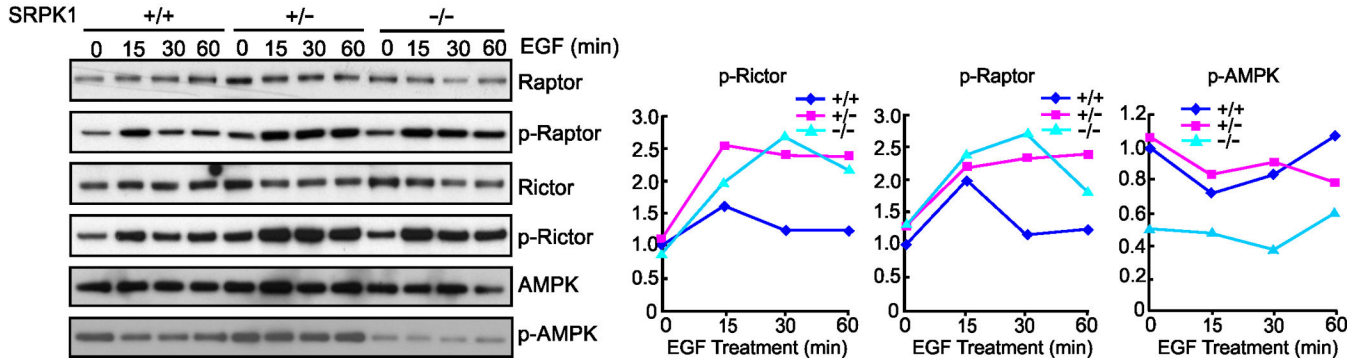 SRPK1 +/+ +/- -/-
0 15 30 60 0 15 30 60 0 15 30 60 EGF (min)
Raptor
p-Raptor
Rictor
p-Rictor
AMPK
p-AMPK
p-Rictor
+/+
+/-
-/-
3.0
2.5
2.0
1.5
1.0
0.5
0
0 15 30 60
EGF Treatment (min)
p-Raptor
+/+
+/-
-/-
3.0
2.5
2.0
1.5
1.0
0.5
0
0 15 30 60
EGF Treatment (min)
p-AMPK
+/+
+/-
-/-
1.2
1.0
0.8
0.6
0.4
0.2
0
0 15 30 60
EGF Treatment (min)